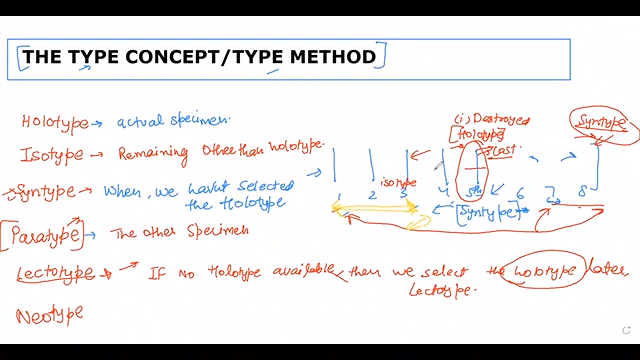 THE TYPE CONCEPT/TYPE METHOD
Holotype → actual specimen.
Isotype → Remaining Other than holotype.
Syntype → When, we havnt selected the Holotype
Paratype → The other Specimen
Lectotype → If no Holotype available then we select the holotype later
Lectotype.
Neotype
(i) Destroyed
Holotype
Lost
Syntype
isotype
1 2 3 4 5th 6 7 8
Syntype